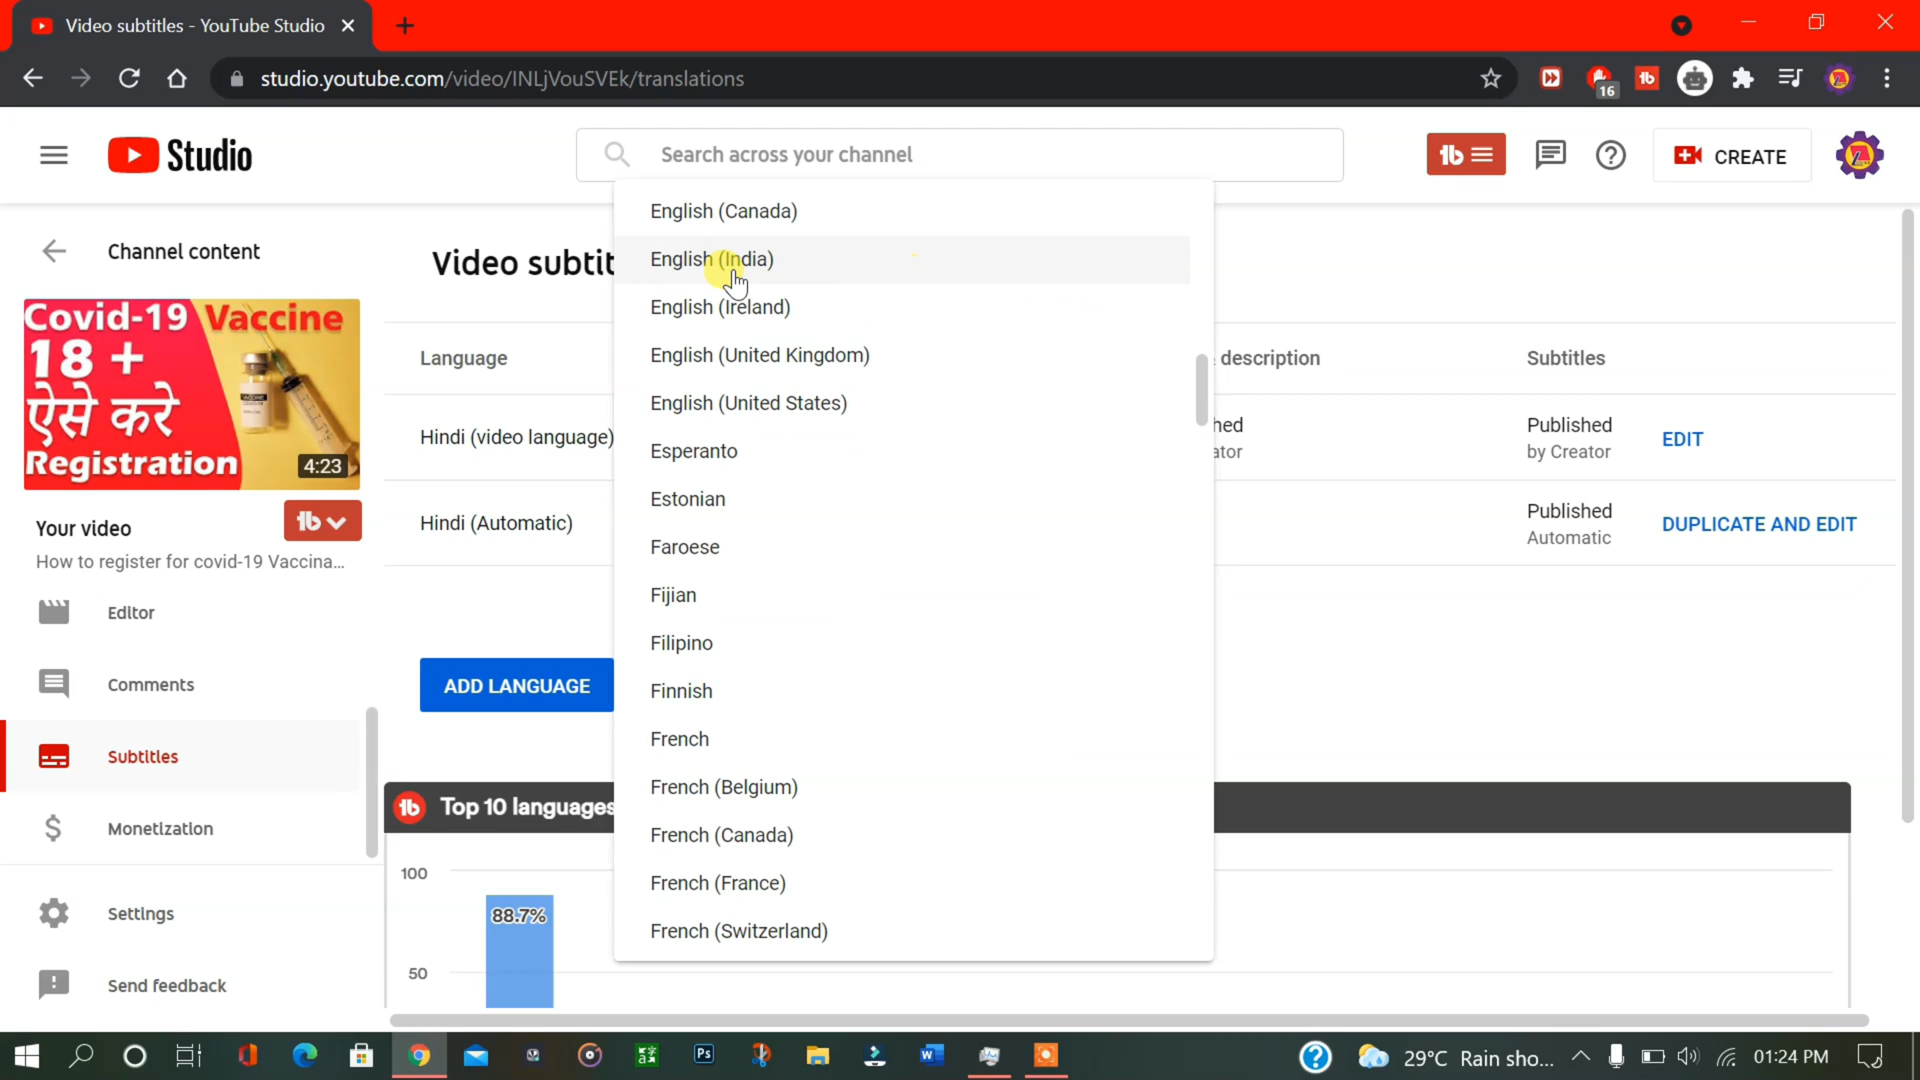 Video subtitles - YouTube Studio
studio.youtube.com/video/INLjVouSVEk/translations
16
Studio
Search across your channel
CREATE
Channel content
Covid-19 Vaccine
18 +
ऐसे करे
Registration
4:23
Your video
How to register for covid-19 Vaccina...
Editor
Comments
Subtitles
Monetization
Settings
Send feedback
Video subtit
Language
description
Subtitles
Hindi (video language)
hed
ator
Published
by Creator
EDIT
Hindi (Automatic)
Published
Automatic
DUPLICATE AND EDIT
ADD LANGUAGE
English (Canada)
English (India)
English (Ireland)
English (United Kingdom)
English (United States)
Esperanto
Estonian
Faroese
Fijian
Filipino
Finnish
French
French (Belgium)
French (Canada)
French (France)
French (Switzerland)
Top 10 languages
100
88.7%
50
29°C Rain sho...
01:24 PM